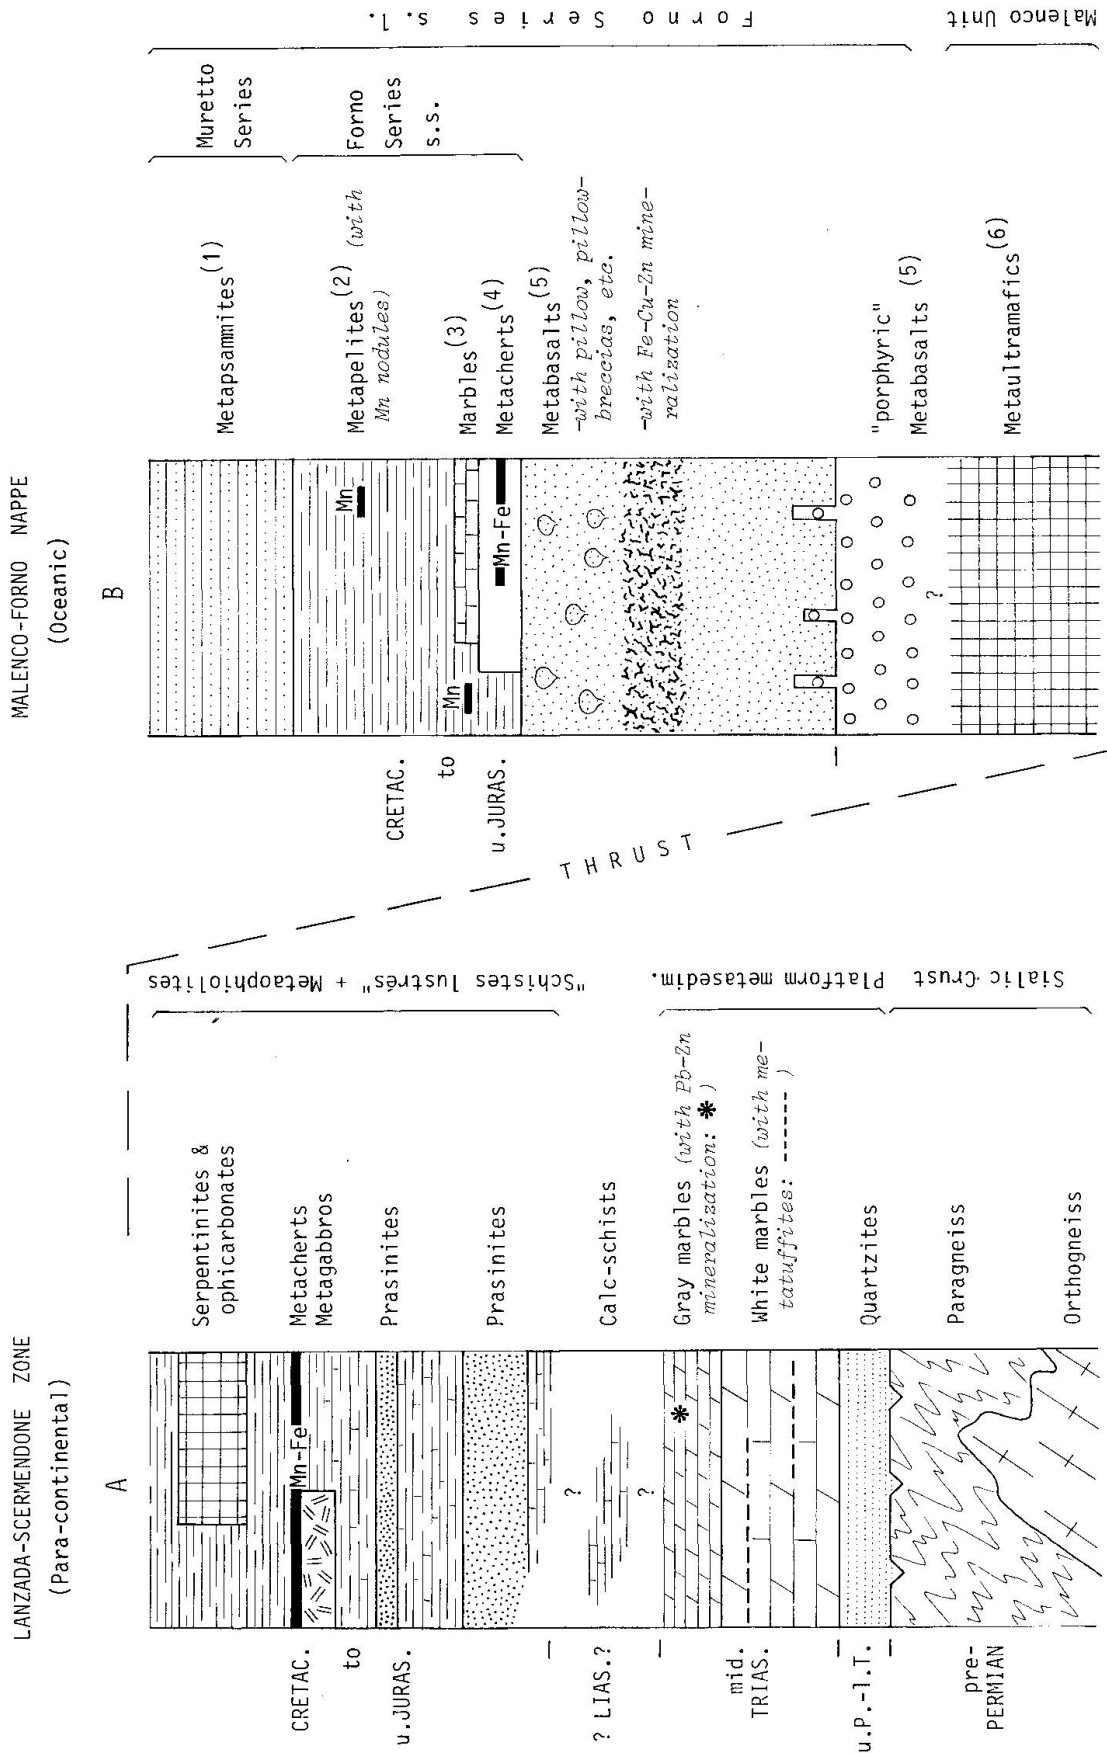 LANZADA-SCERMENDONE ZONE
(Para-continental)
A
CRETAC.
to
u.JURAS.
? LIAS.?
mid.
TRIAS.
u.P.-l.T.
pre-
PERMIAN
Mn-Fe
?
?
*
Serpentinites &
ophicarbonates
Metacherts
Metagabbros
Prasinites
Prasinites
Calc-schists
Gray marbles (with Pb-Zn
mineralization: * )
White marbles (with me-
tatuffites: ------ )
Quartzites
Paragneiss
Orthogneiss
"Schistes lustrés" + Metaophiolites
Platform metasedim.
Sialic Crust
THRUST
MALENCO-FORNO NAPPE
(Oceanic)
B
CRETAC.
to
u.JURAS.
Mn
Mn
Mn-Fe
?
Metapsammites(1)
Metapelites(2) (with
Mn nodules)
Marbles(3)
Metacherts(4)
Metabasalts(5)
-with pillow, pillow-
breccias, etc.
-with Fe-Cu-Zn mine-
ralization
"porphyric"
Metabasalts (5)
Metaultramafics(6)
Muretto
Series
Forno
Series
s.s.
Forno Series s.l.
Malenco Unit